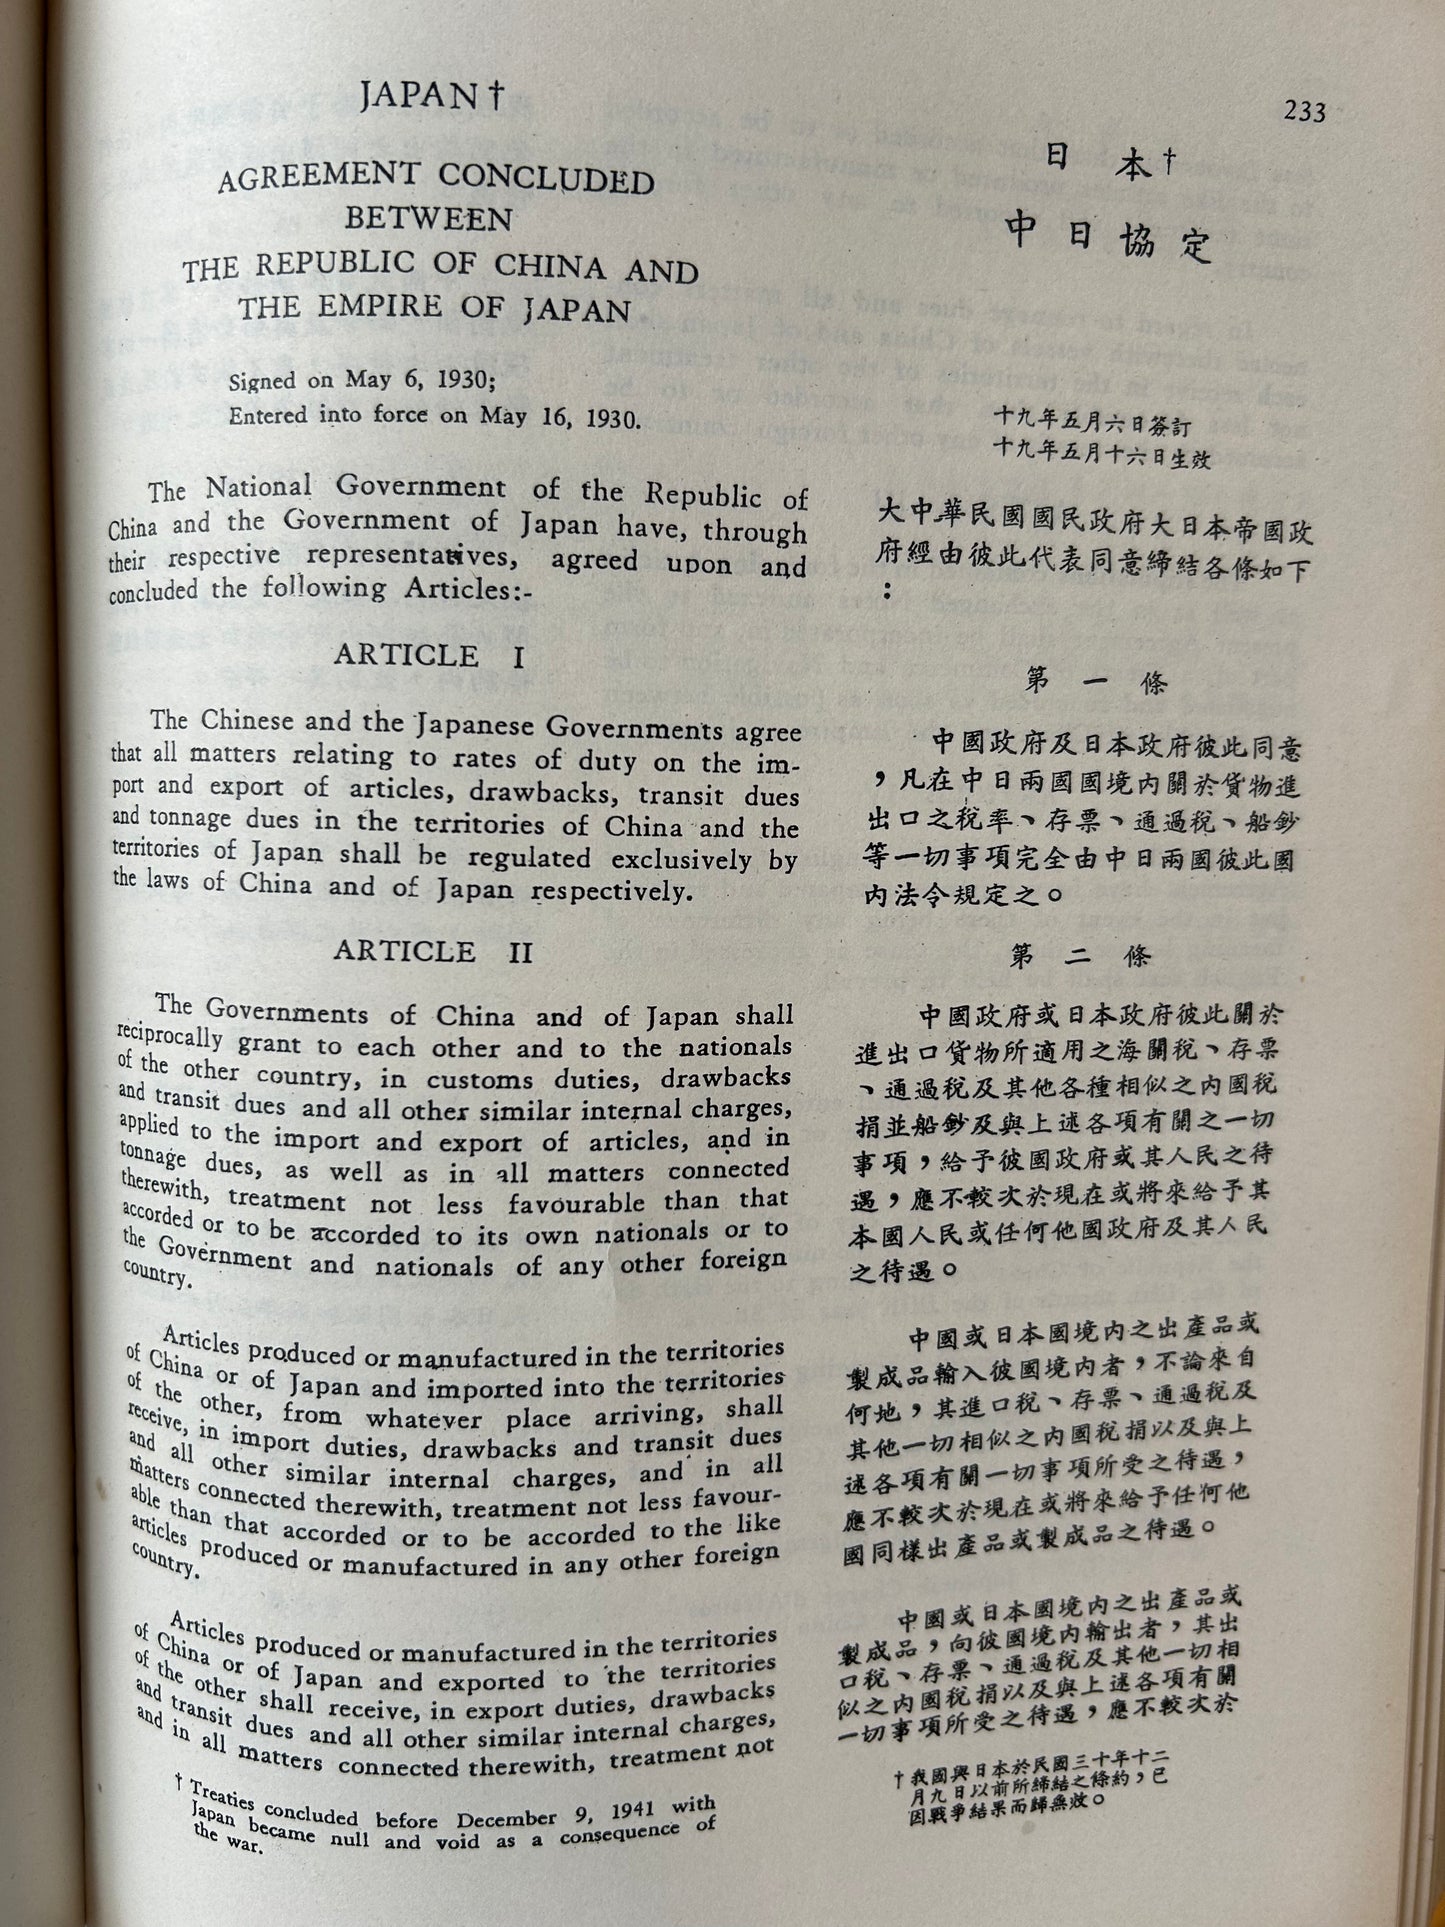 233
JAPAN†
AGREEMENT CONCLUDED
BETWEEN
THE REPUBLIC OF CHINA AND
THE EMPIRE OF JAPAN.
Signed on May 6, 1930;
Entered into force on May 16, 1930.
The National Government of the Republic of
China and the Government of Japan have, through
their respective representatives, agreed upon and
concluded the following Articles:-
ARTICLE I
The Chinese and the Japanese Governments agree
that all matters relating to rates of duty on the im-
port and export of articles, drawbacks, transit dues
and tonnage dues in the territories of China and the
territories of Japan shall be regulated exclusively by
the laws of China and of Japan respectively.
ARTICLE II
The Governments of China and of Japan shall
reciprocally grant to each other and to the nationals
of the other country, in customs duties, drawbacks
and transit dues and all other similar internal charges,
applied to the import and export of articles, and in
tonnage dues, as well as in all matters connected
therewith, treatment not less favourable than that
accorded or to be accorded to its own nationals or to
the Government and nationals of any other foreign
country.
Articles produced or manufactured in the territories
of China or of Japan and imported into the territories
of the other, from whatever place arriving, shall
receive, in import duties, drawbacks and transit dues
and all other similar internal charges, and in all
matters connected therewith, treatment not less favour-
able than that accorded or to be accorded to the like
articles produced or manufactured in any other foreign
country.
Articles produced or manufactured in the territories
of China or of Japan and exported to the territories
of the other shall receive, in export duties, drawbacks
and transit dues and all other similar internal charges,
and in all matters connected therewith, treatment not
† Treaties concluded before December 9, 1941 with
Japan became null and void as a consequence of
the war.
日 本†
中日協定
十九年五月六日簽訂
十九年五月十六日生效
大中華民國國民政府大日本帝國政
府經由彼此代表同意締結各條如下
：
第 一 條
中國政府及日本政府彼此同意
，凡在中日兩國國境內關於貨物進
出口之稅率、存票、通過稅、船鈔
等一切事項完全由中日兩國彼此國
內法令規定之。
第 二 條
中國政府或日本政府彼此關於
進出口貨物所適用之海關稅、存票
、通過稅及其他各種相似之內國稅
捐並船鈔及與上述各項有關之一切
事項，給予彼國政府或其人民之待
遇，應不較次於現在或將來給予其
本國人民或任何他國政府及其人民
之待遇。
中國或日本國境內之出產品或
製成品輸入彼國境內者，不論來自
何地，其進口稅、存票、通過稅及
其他一切相似之內國稅捐以及與上
述各項有關一切事項所受之待遇，
應不較次於現在或將來給予任何他
國同樣出產品或製成品之待遇。
中國或日本國境內之出產品或
製成品，向彼國境內輸出者，其出
口稅、存票、通過稅及其他一切相
似之內國稅捐以及與上述各項有關
一切事項所受之待遇，應不較次於
†我國與日本於民國三十年十二
月九日以前所締結之條約，已
因戰爭結果而歸無效。